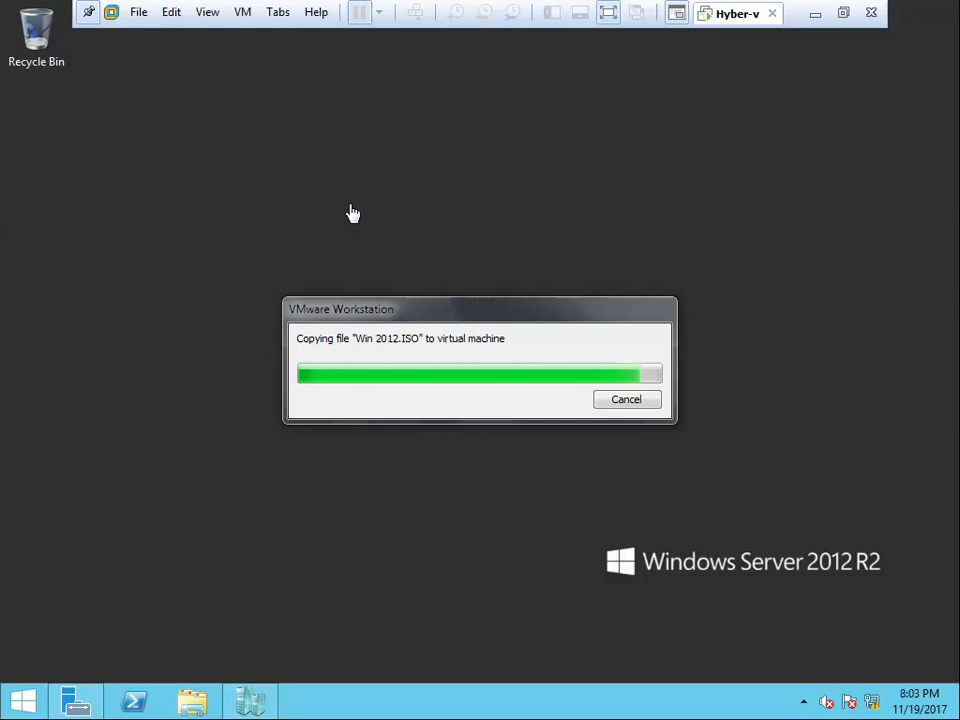 File Edit View VM Tabs Help Hyber-v
Recycle Bin
VMware Workstation
Copying file "Win 2012.ISO" to virtual machine
Cancel
Windows Server 2012 R2
8:03 PM
11/19/2017